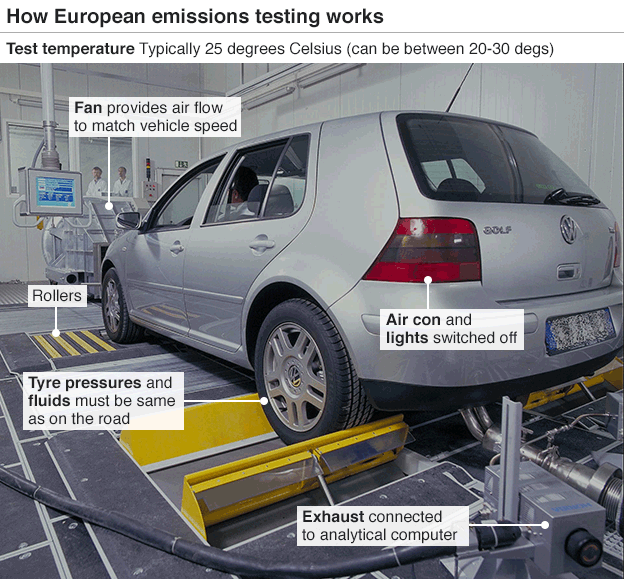 How European emissions testing works
Test temperature Typically 25 degrees Celsius (can be between 20-30 degs)
Fan provides air flow
to match vehicle speed
Rollers
GOLF
Air con and
lights switched off
Tyre pressures and
fluids must be same
as on the road
Exhaust connected
to analytical computer